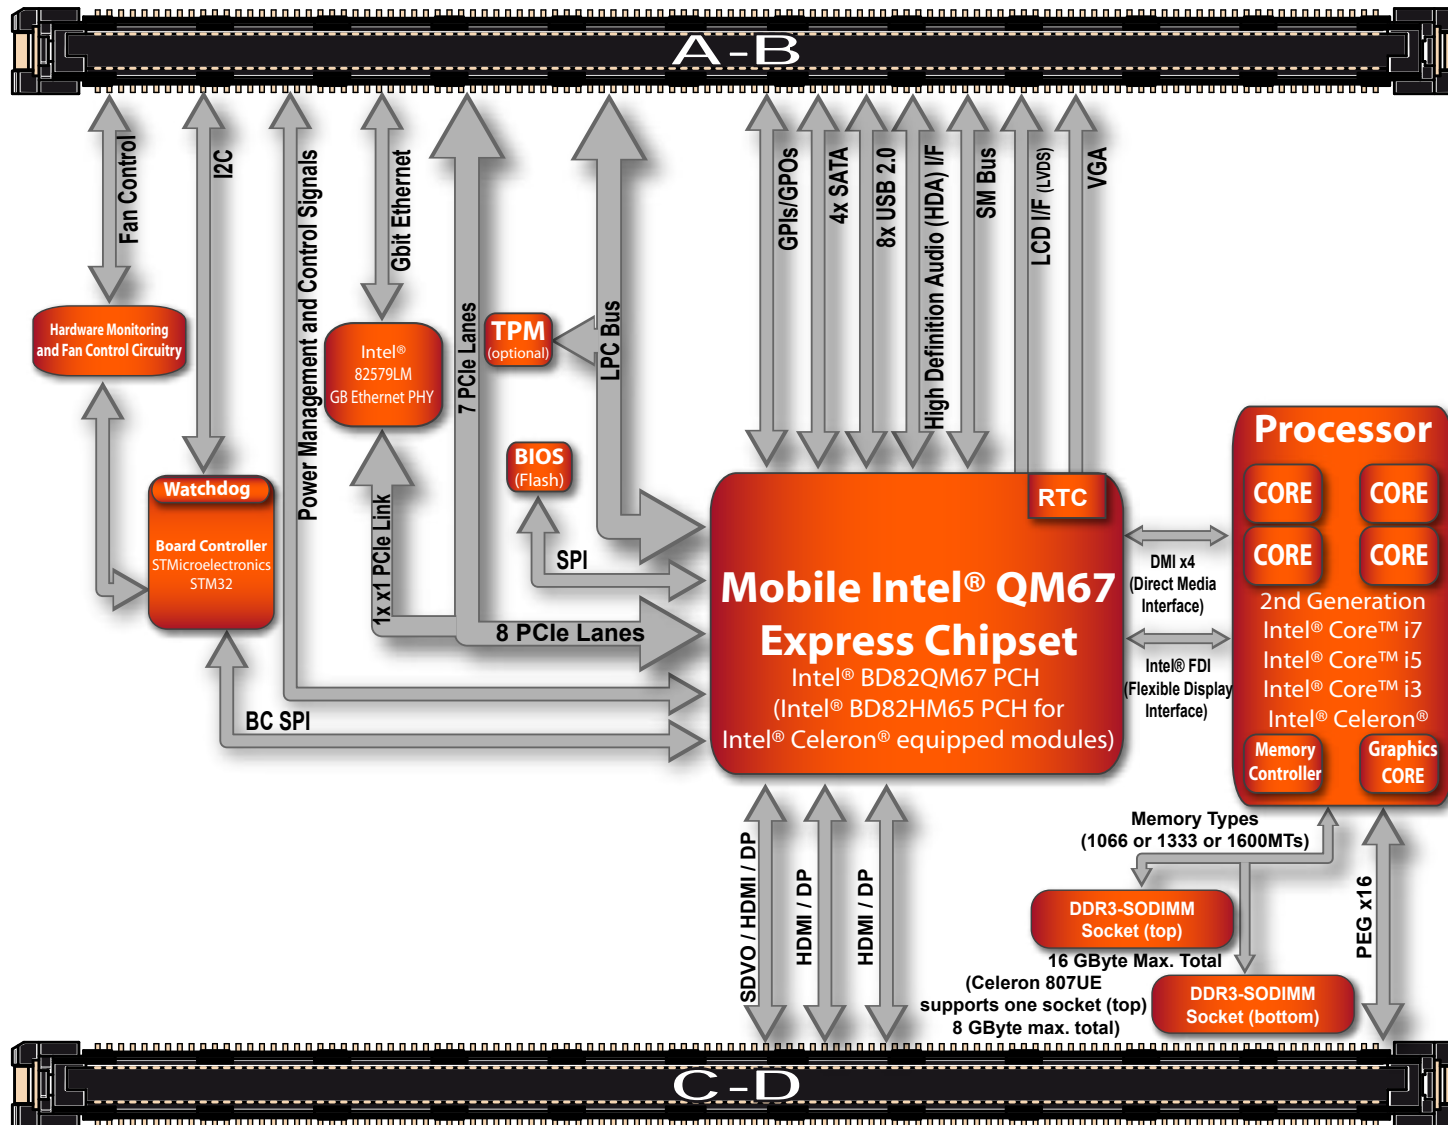 A-B
Fan Control
I2C
Power Management and Control Signals
Gbit Ethernet
7 PCIe Lanes
LPC Bus
GPIs/GPOs
4x SATA
8x USB 2.0
High Definition Audio (HDA) I/F
SM Bus
LCD I/F (LVDS)
VGA
Hardware Monitoring
and Fan Control Circuitry
Intel®
82579LM
GB Ethernet PHY
TPM
(optional)
BIOS
(Flash)
SPI
Watchdog
Board Controller
STMicroelectronics
STM32
1x x1 PCIe Link
8 PCIe Lanes
BC SPI
RTC
Mobile Intel® QM67
Express Chipset
Intel® BD82QM67 PCH
(Intel® BD82HM65 PCH for
Intel® Celeron® equipped modules)
DMI x4
(Direct Media
Interface)
Intel® FDI
(Flexible Display
Interface)
Processor
CORE
CORE
CORE
CORE
2nd Generation
Intel® Core™ i7
Intel® Core™ i5
Intel® Core™ i3
Intel® Celeron®
Memory
Controller
Graphics
CORE
Memory Types
(1066 or 1333 or 1600MTs)
DDR3-SODIMM
Socket (top)
16 GByte Max. Total
(Celeron 807UE
supports one socket (top)
8 GByte max. total)
DDR3-SODIMM
Socket (bottom)
PEG x16
SDVO / HDMI / DP
HDMI / DP
HDMI / DP
C-D